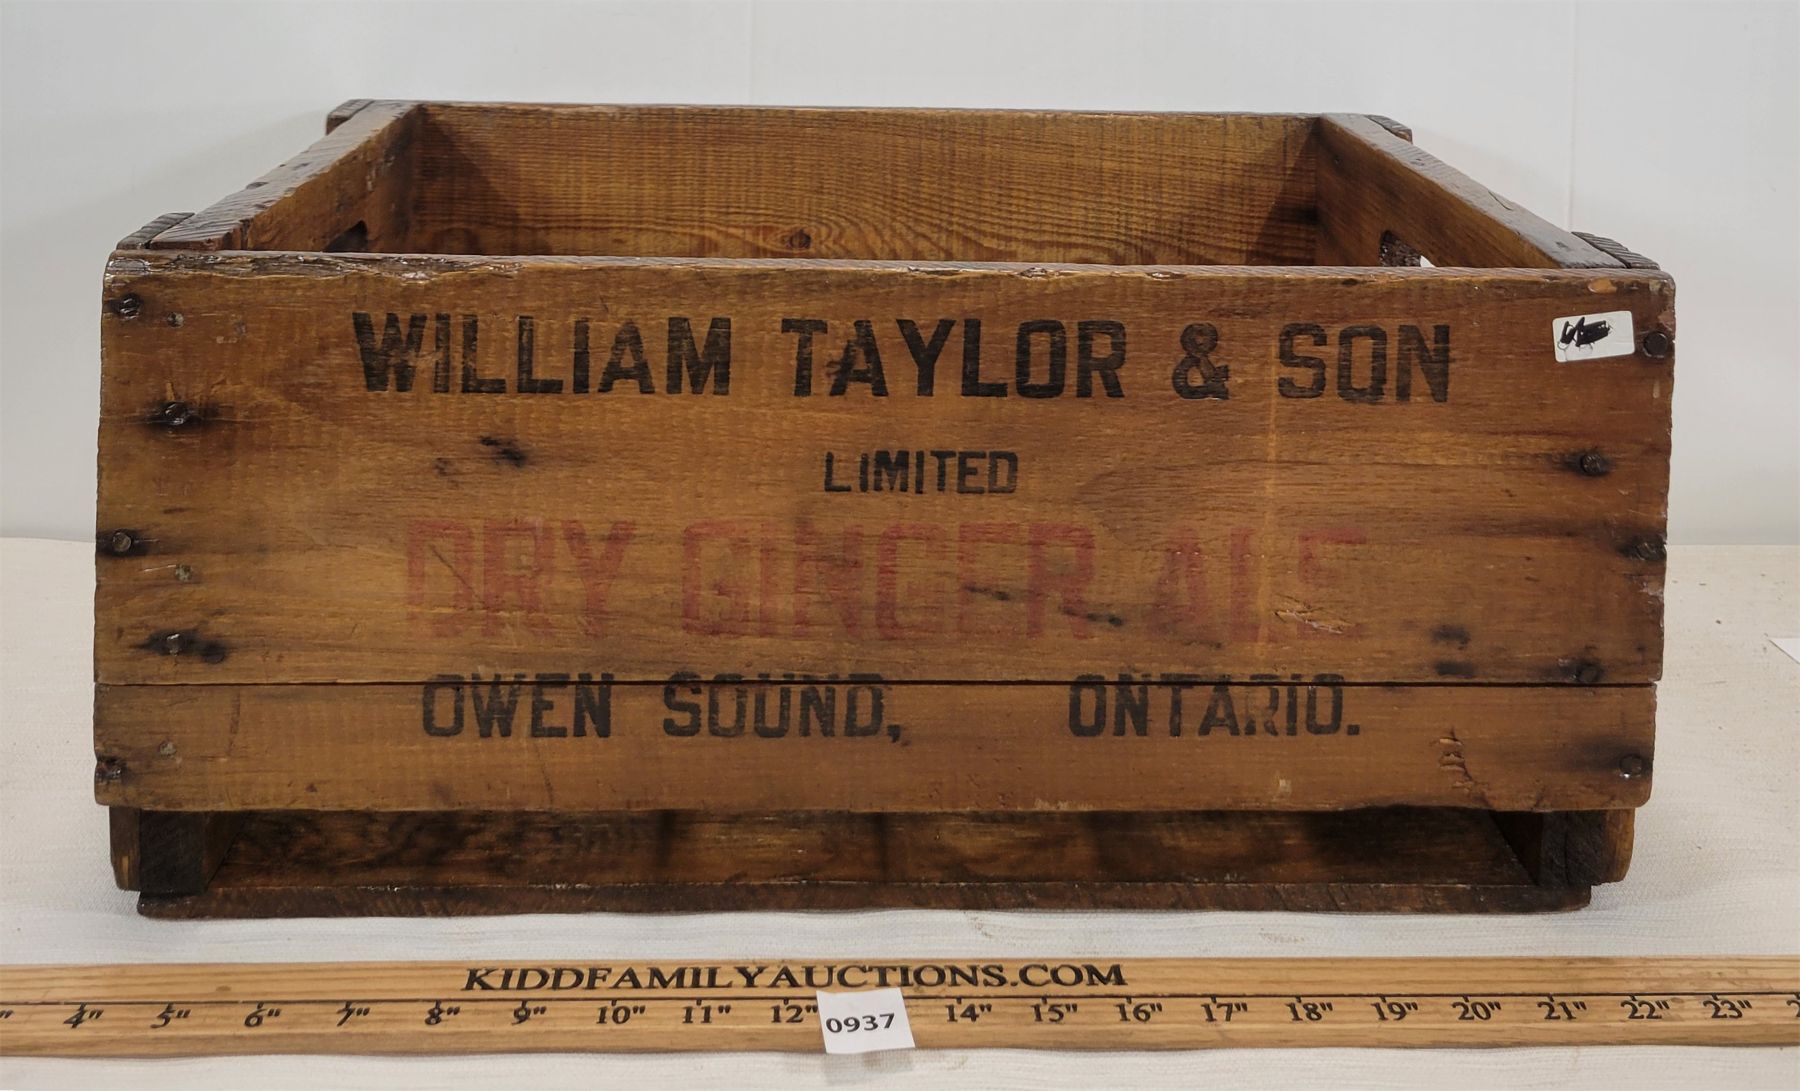 WILLIAM TAYLOR & SON
LIMITED
DRY GINGER ALE
OWEN SOUND, ONTARIO.
KIDDFAMILYAUCTIONS.COM
4" 5" 6" 7" 8" 9" 10" 11" 12" 14" 15" 16" 17" 18" 19" 20" 21" 22" 23"
0937